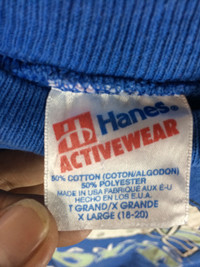 Hanes®
ACTIVEWEAR
50% COTTON (COTON/ALGODON)
50% POLYESTER
MADE IN USA FABRIQUE AUX E-U
HECHO EN LOS E.U.A.
T GRAND/X GRANDE
X LARGE (18-20)